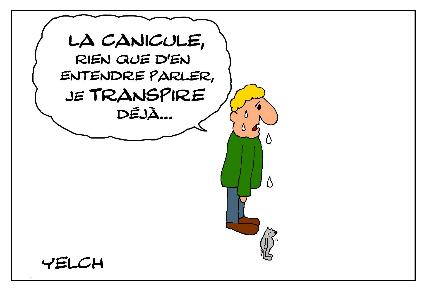 LA CANICULE,
RIEN QUE D'EN
ENTENDRE PARLER,
JE TRANSPIRE
DÉJÀ...
YELCH